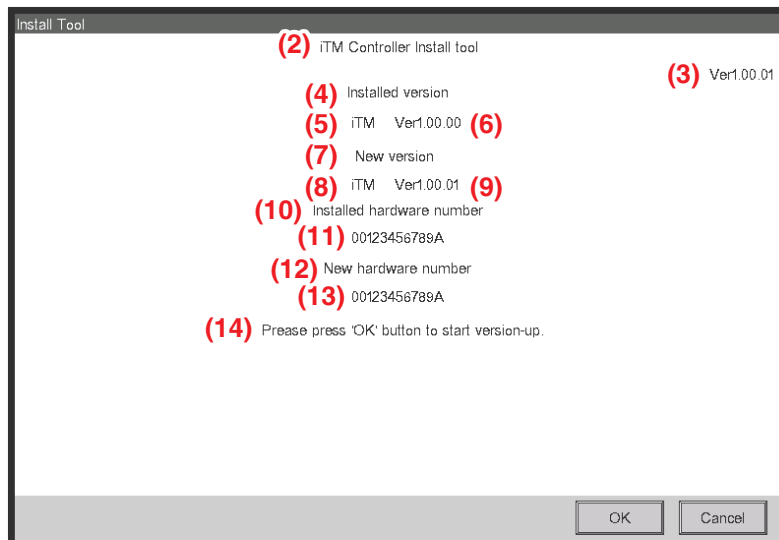 Install Tool
(2) iTM Controller Install tool
(3) Ver1.00.01
(4) Installed version
(5) iTM Ver1.00.00 (6)
(7) New version
(8) iTM Ver1.00.01 (9)
(10) Installed hardware number
(11) 00123456789A
(12) New hardware number
(13) 00123456789A
(14) Prease press 'OK' button to start version-up.
OK Cancel